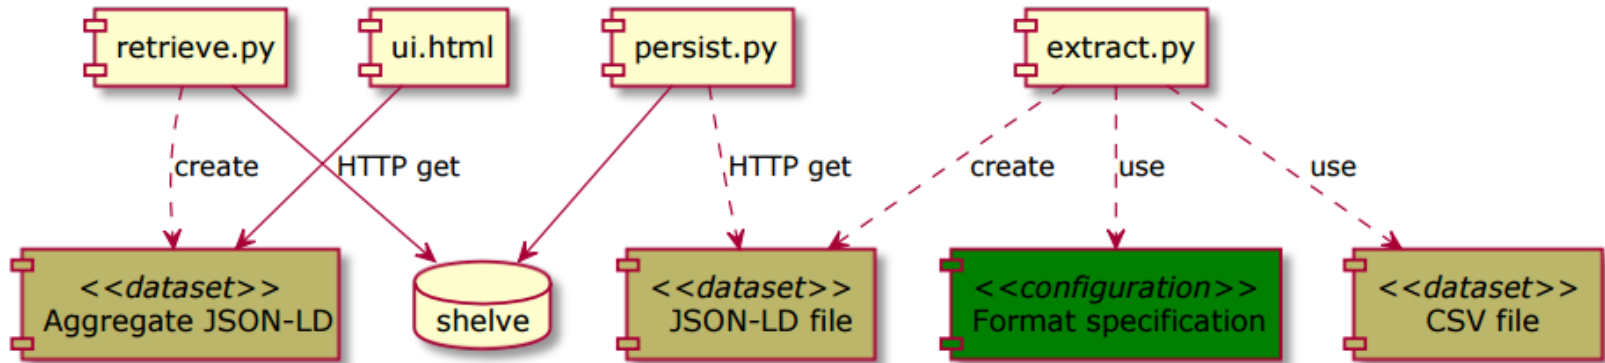 retrieve.py
ui.html
persist.py
extract.py
create
HTTP get
HTTP get
create
use
use
<<dataset>>
Aggregate JSON-LD
shelve
<<dataset>>
JSON-LD file
<<configuration>>
Format specification
<<dataset>>
CSV file